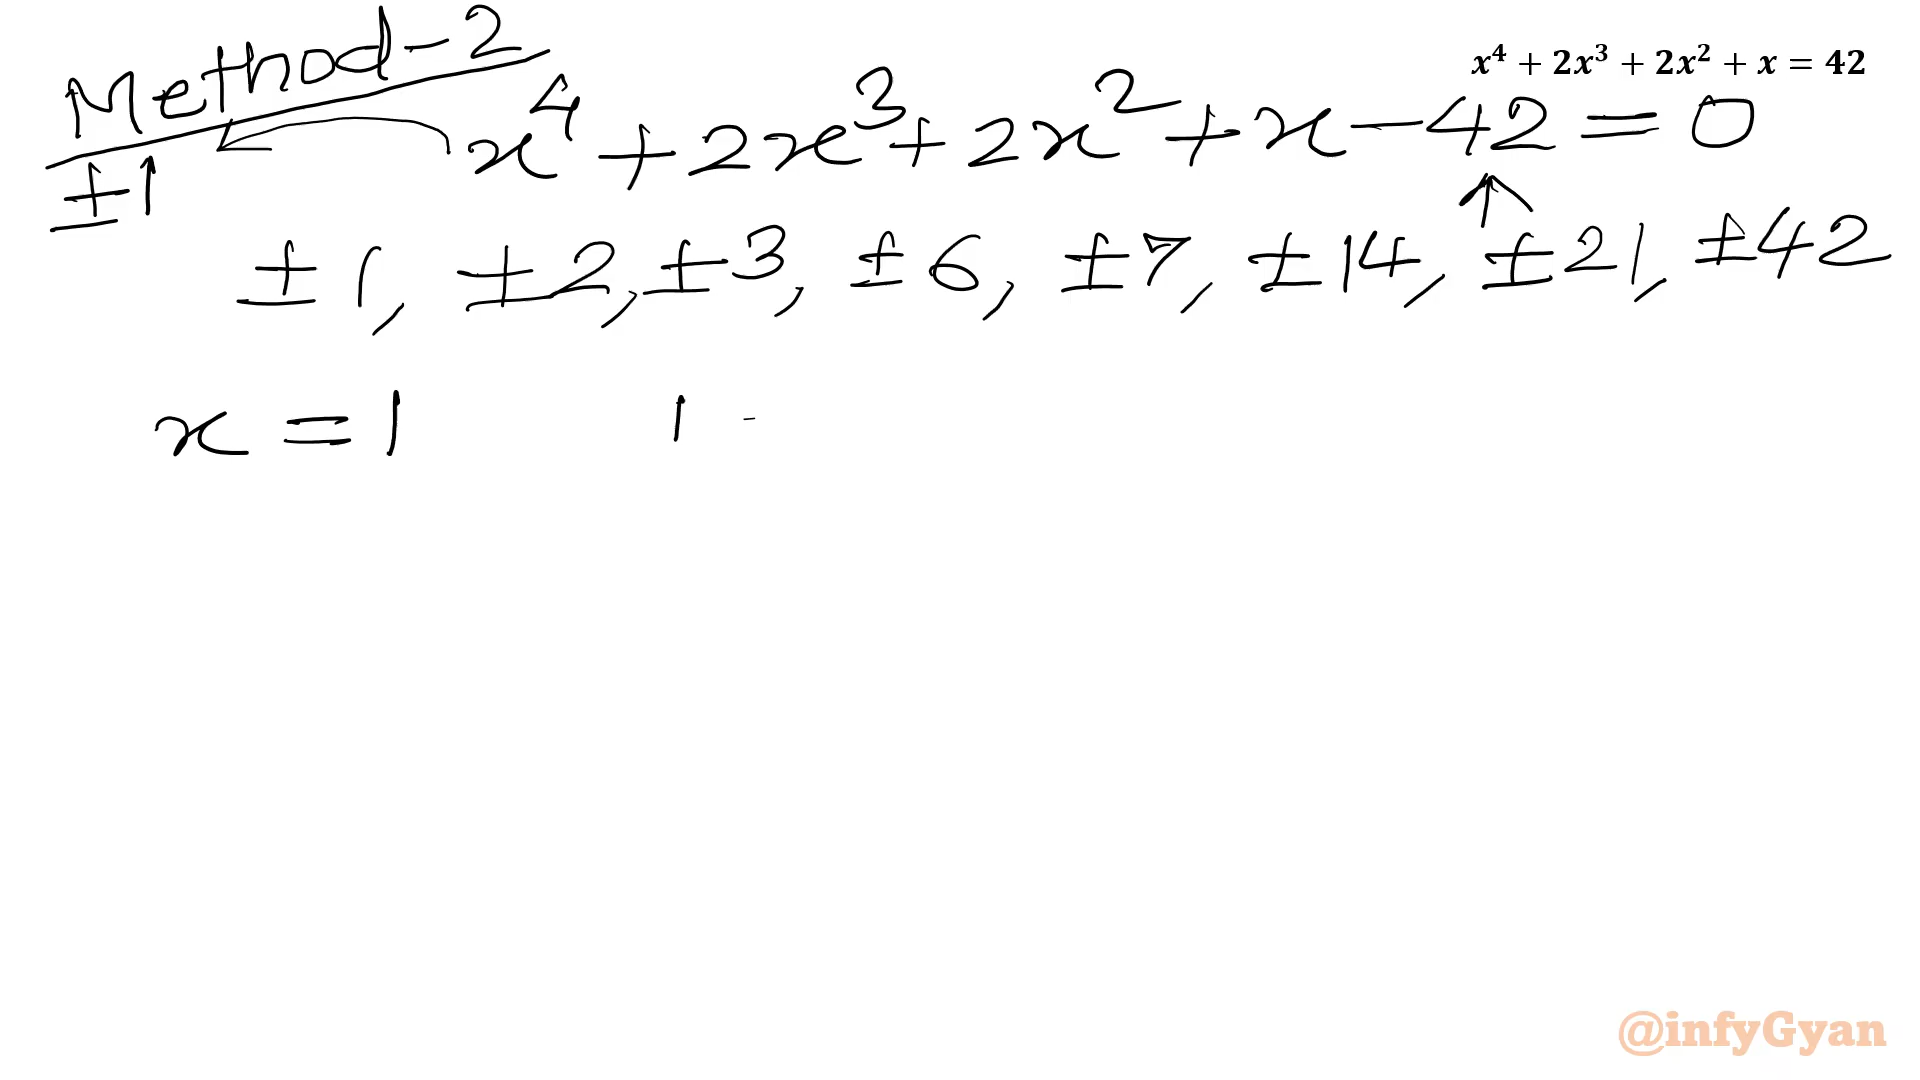 Method-2
x⁴ + 2x³ + 2x² + x = 42
x⁴ + 2x³ + 2x² + x - 42 = 0
±1
±1, ±2, ±3, ±6, ±7, ±14, ±21, ±42
x = 1 1 -
@infyGyan